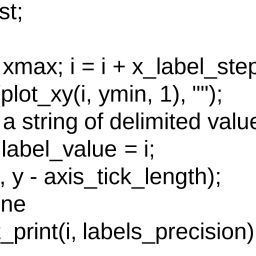 st;
xmax; i = i + x_label_step
plot_xy(i, ymin, 1), "");
a string of delimited value
label_value = i;
, y - axis_tick_length);
ne
_print(i, labels_precision)